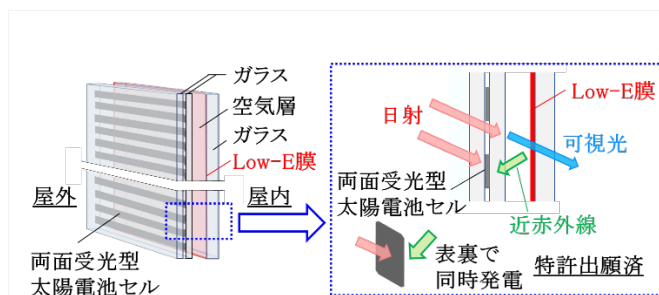 ガラス
空気層
ガラス
Low-E膜
屋外
屋内
両面受光型
太陽電池セル
Low-E膜
日射
可視光
両面受光型
太陽電池セル
近赤外線
表裏で
同時発電
特許出願済